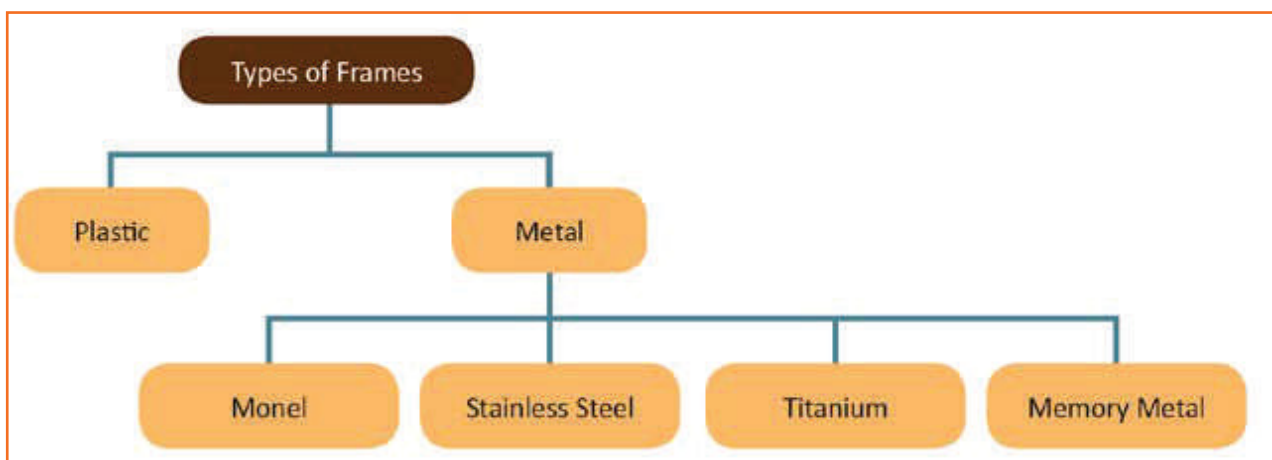 Types of Frames
Plastic
Metal
Monel
Stainless Steel
Titanium
Memory Metal